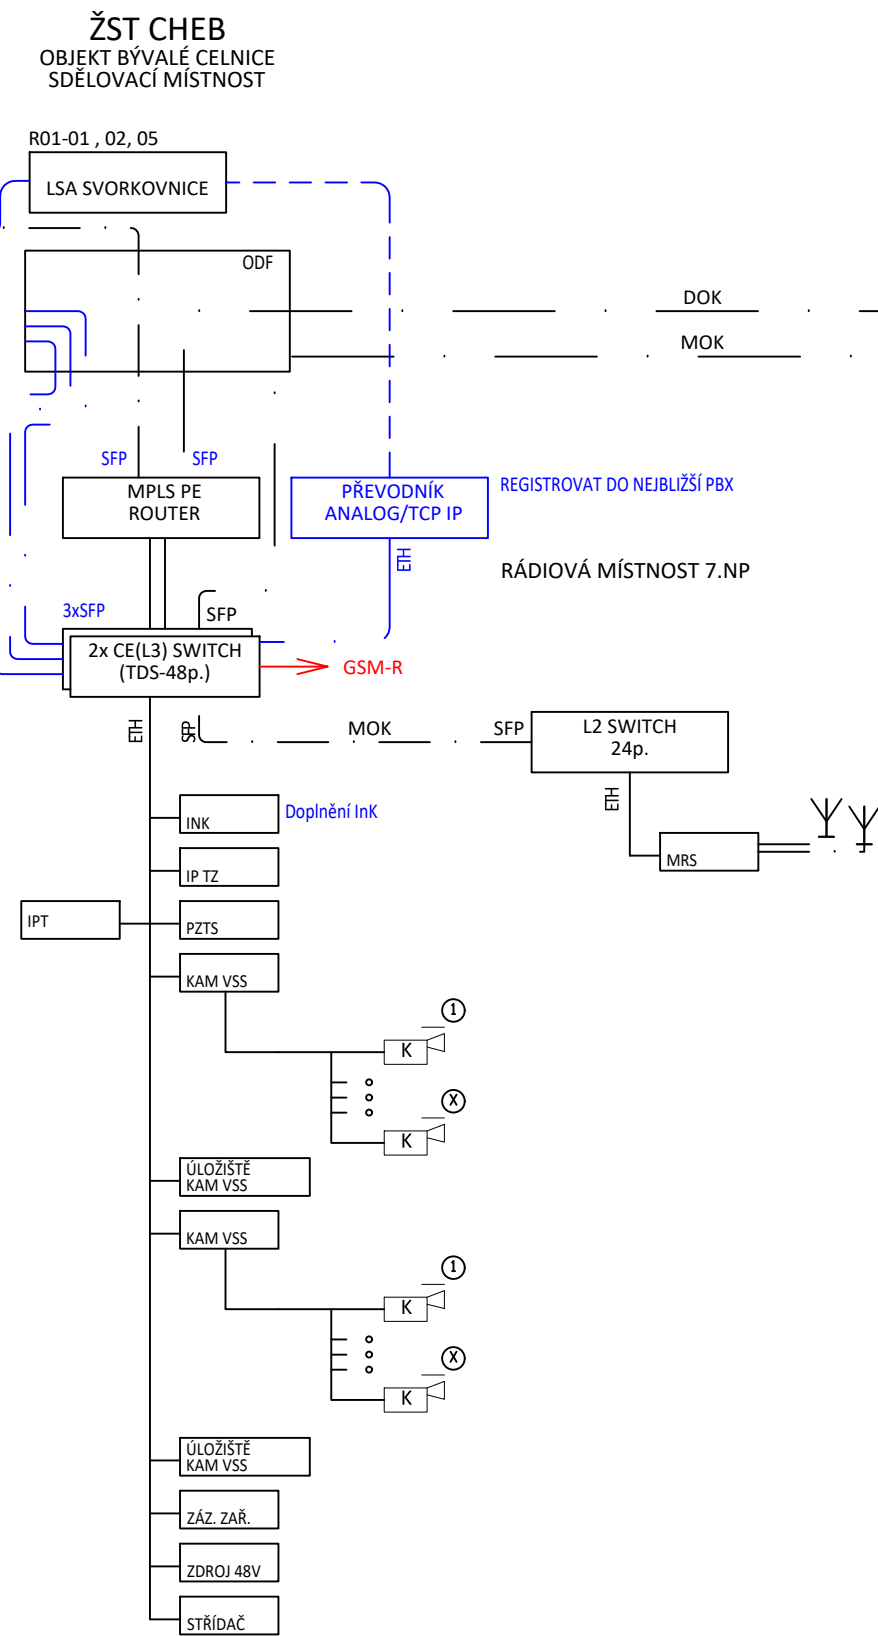 ŽST CHEB
OBJEKT BÝVALÉ CELNICE
SDĚLOVACÍ MÍSTNOST
R01-01 , 02, 05
LSA SVORKOVNICE
ODF
DOK
MOK
SFP
SFP
MPLS PE
ROUTER
PŘEVODNÍK
ANALOG/TCP IP
REGISTROVAT DO NEJBLIŽŠÍ PBX
ETH
RÁDIOVÁ MÍSTNOST 7.NP
3xSFP
SFP
2x CE(L3) SWITCH
(TDS-48p.)
GSM-R
ETH
SFP
MOK
SFP
L2 SWITCH
24p.
ETH
INK
Doplnění InK
MRS
IP TZ
IPT
PZTS
KAM VSS
1
K
X
K
ÚLOŽIŠTĚ
KAM VSS
KAM VSS
1
K
X
K
ÚLOŽIŠTĚ
KAM VSS
ZÁZ. ZAŘ.
ZDROJ 48V
STŘÍDAČ